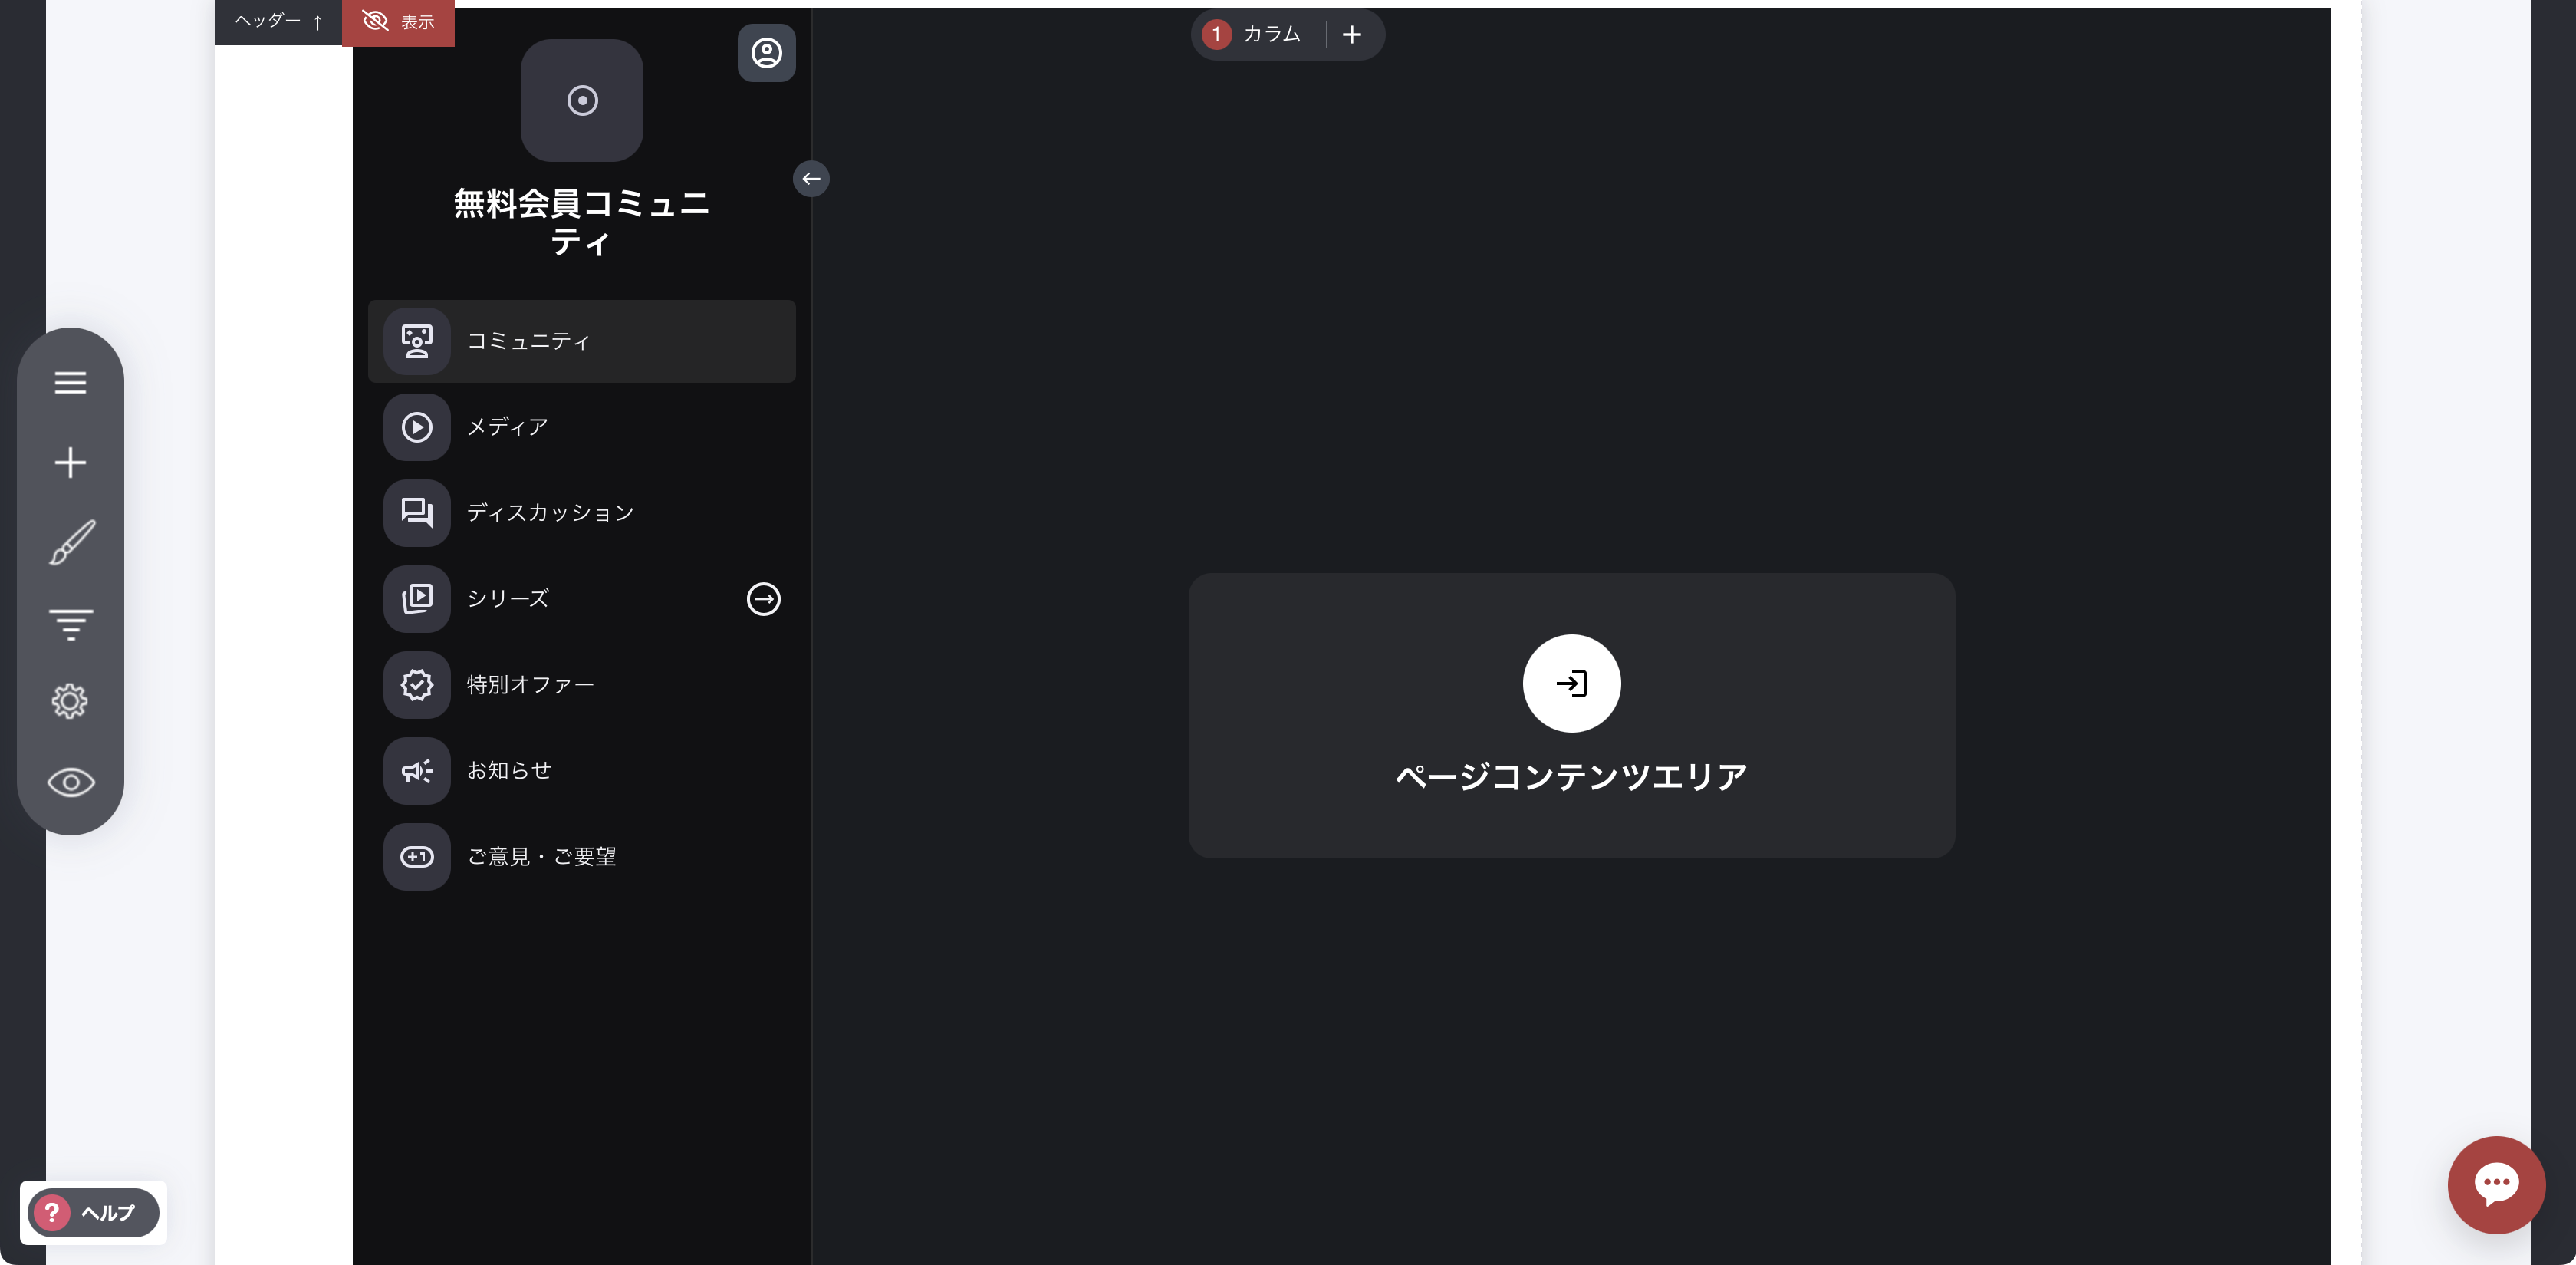 ヘッダー ↑
表示
1 カラム +
無料会員コミュニ
ティ
コミュニティ
メディア
ディスカッション
シリーズ
特別オファー
お知らせ
+1 ご意見・ご要望
ページコンテンツエリア
? ヘルプ